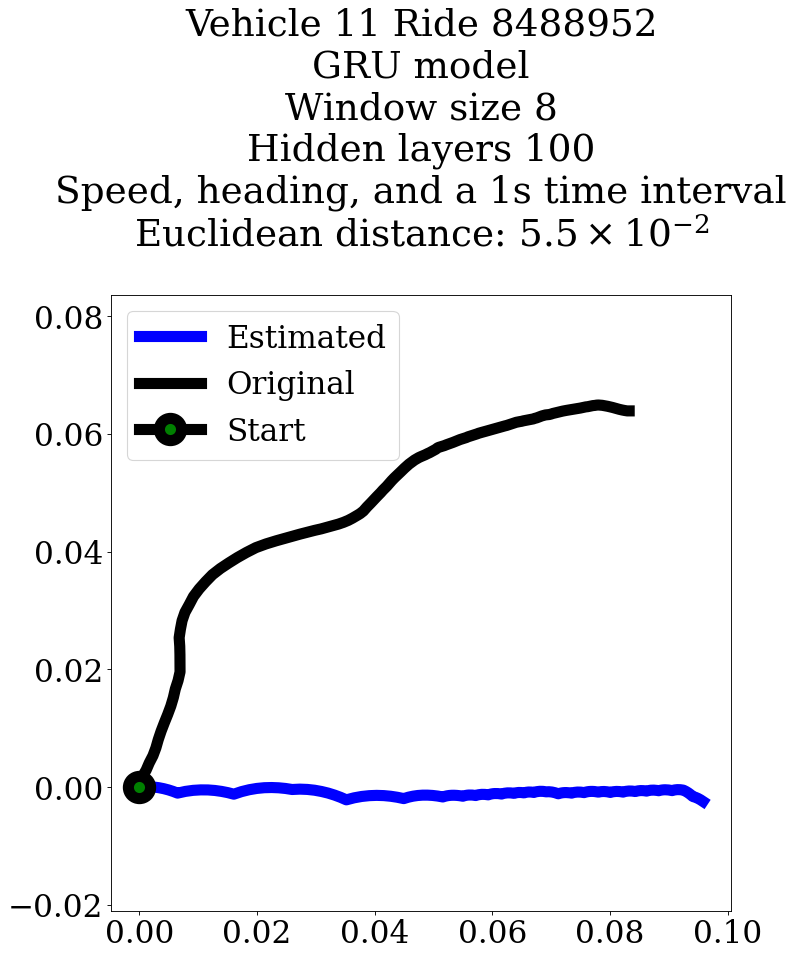 Vehicle 11 Ride 8488952
GRU model
Window size 8
Hidden layers 100
Speed, heading, and a 1s time interval
Euclidean distance: 5.5 × 10⁻²
Estimated
Original
Start
0.08
0.06
0.04
0.02
0.00
−0.02
0.00 0.02 0.04 0.06 0.08 0.10